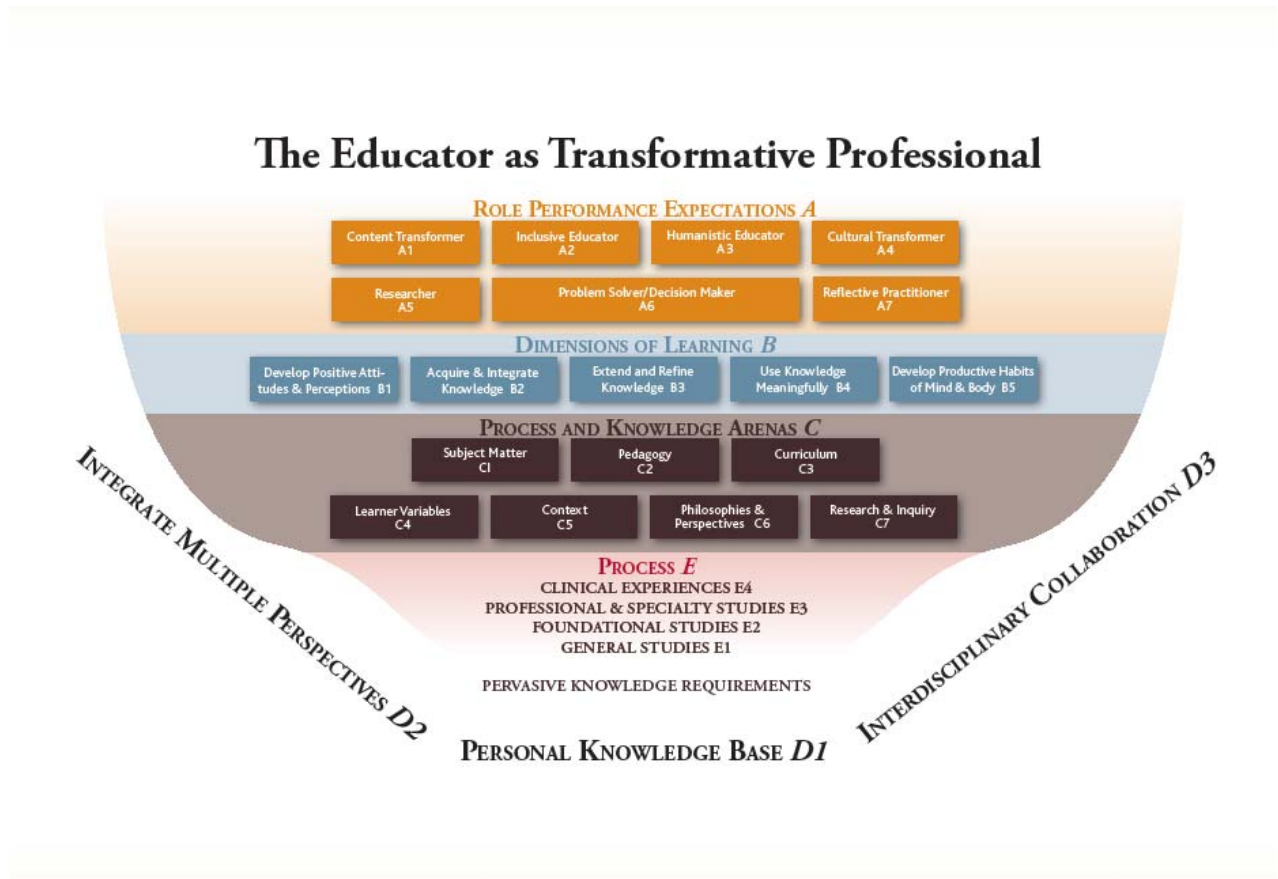 The Educator as Transformative Professional
ROLE PERFORMANCE EXPECTATIONS A
Content Transformer
A1
Inclusive Educator
A2
Humanistic Educator
A3
Cultural Transformer
A4
Researcher
A5
Problem Solver/Decision Maker
A6
Reflective Practitioner
A7
DIMENSIONS OF LEARNING B
Develop Positive Atti-
tudes & Perceptions B1
Acquire & Integrate
Knowledge B2
Extend and Refine
Knowledge B3
Use Knowledge
Meaningfully B4
Develop Productive Habits
of Mind & Body B5
PROCESS AND KNOWLEDGE ARENAS C
Subject Matter
C1
Pedagogy
C2
Curriculum
C3
Learner Variables
C4
Context
C5
Philosophies &
Perspectives C6
Research & Inquiry
C7
PROCESS E
CLINICAL EXPERIENCES E4
PROFESSIONAL & SPECIALTY STUDIES E3
FOUNDATIONAL STUDIES E2
GENERAL STUDIES E1
PERVASIVE KNOWLEDGE REQUIREMENTS
INTEGRATE MULTIPLE PERSPECTIVES D2
PERSONAL KNOWLEDGE BASE D1
INTERDISCIPLINARY COLLABORATION D3